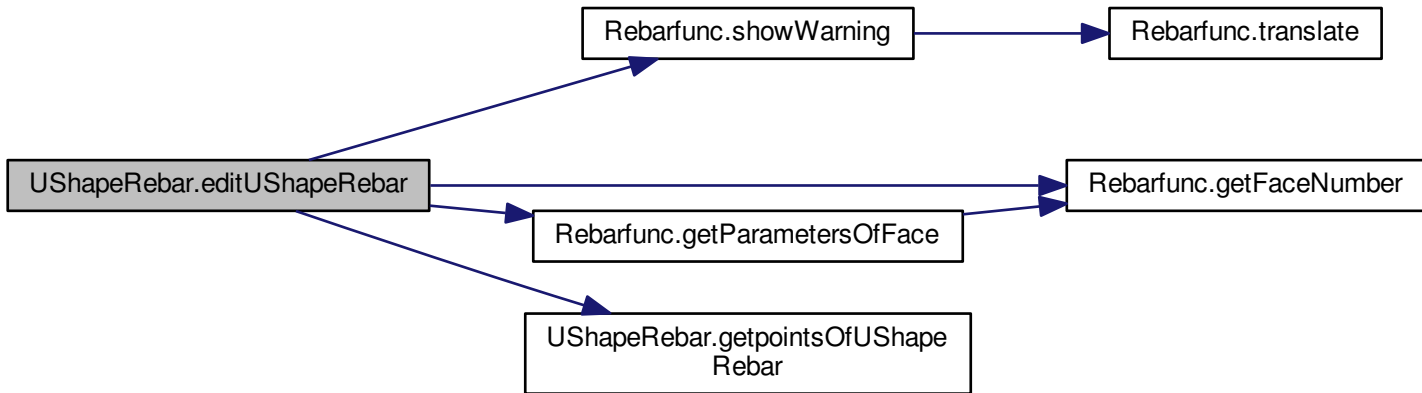 Rebarfunc.showWarning
Rebarfunc.translate
UShapeRebar.editUShapeRebar
Rebarfunc.getFaceNumber
Rebarfunc.getParametersOfFace
UShapeRebar.getpointsOfUShape
Rebar